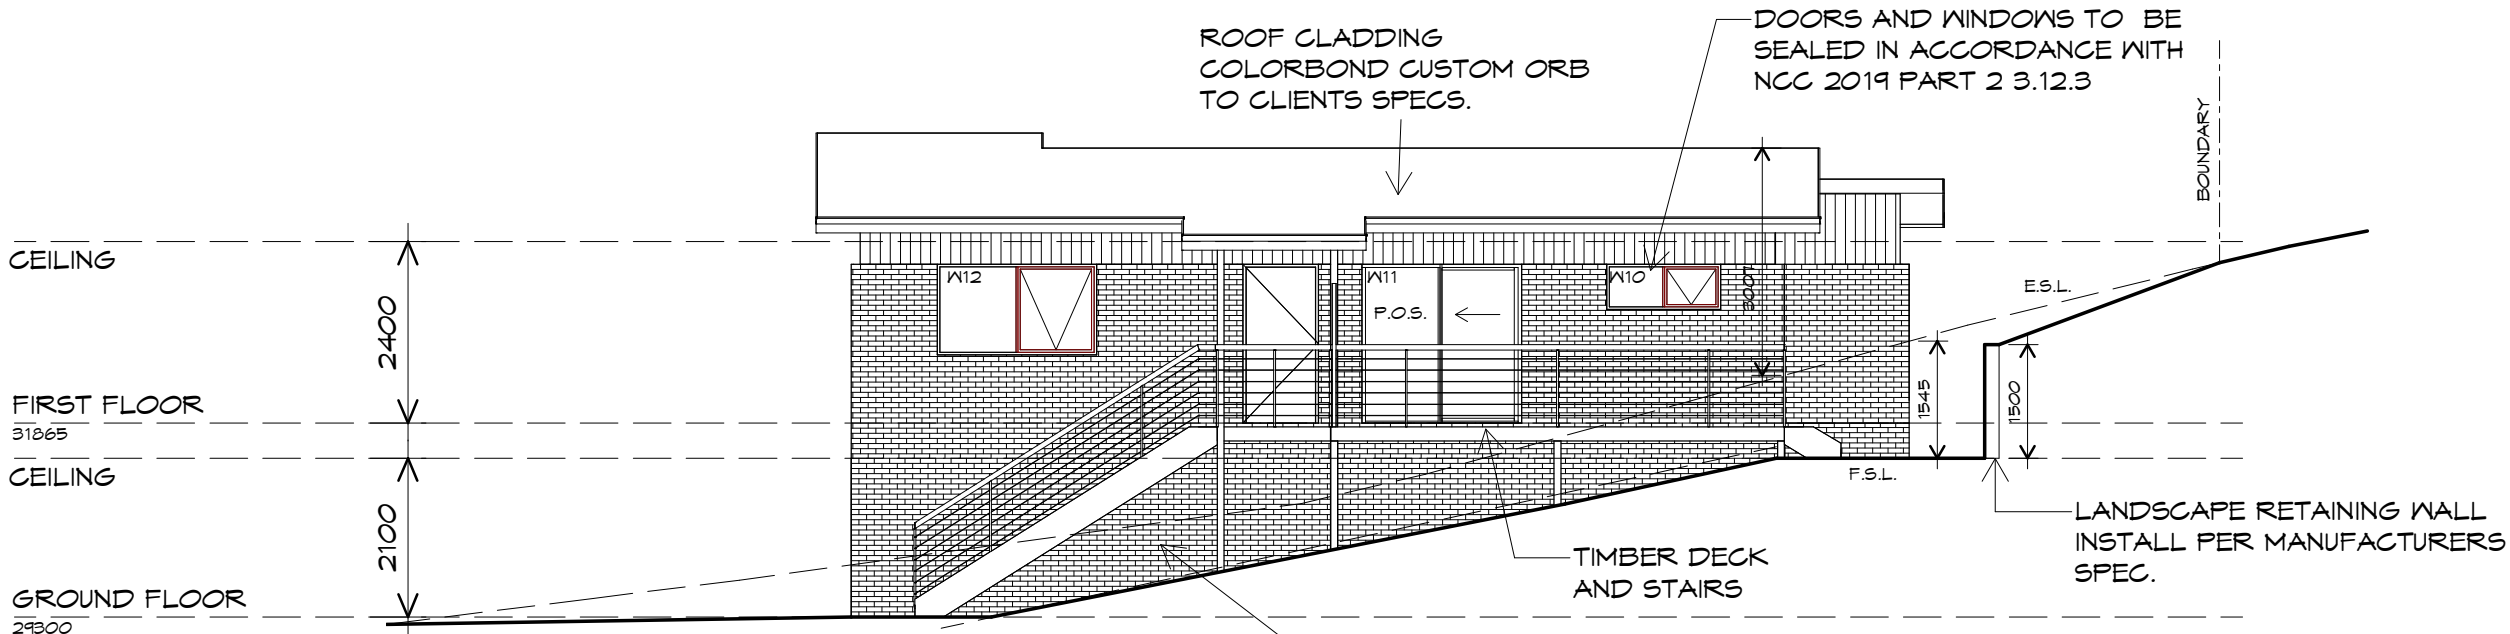 ROOF CLADDING
COLORBOND CUSTOM ORB
TO CLIENTS SPECS.
DOORS AND WINDOWS TO BE
SEALED IN ACCORDANCE WITH
NCC 2019 PART 2 3.12.3
BOUNDARY
CEILING
2400
W12
W11
P.O.S.
W10
3007
E.S.L.
FIRST FLOOR
31865
1545
1500
CEILING
F.S.L.
2100
LANDSCAPE RETAINING WALL
INSTALL PER MANUFACTURERS
SPEC.
TIMBER DECK
AND STAIRS
GROUND FLOOR
29300